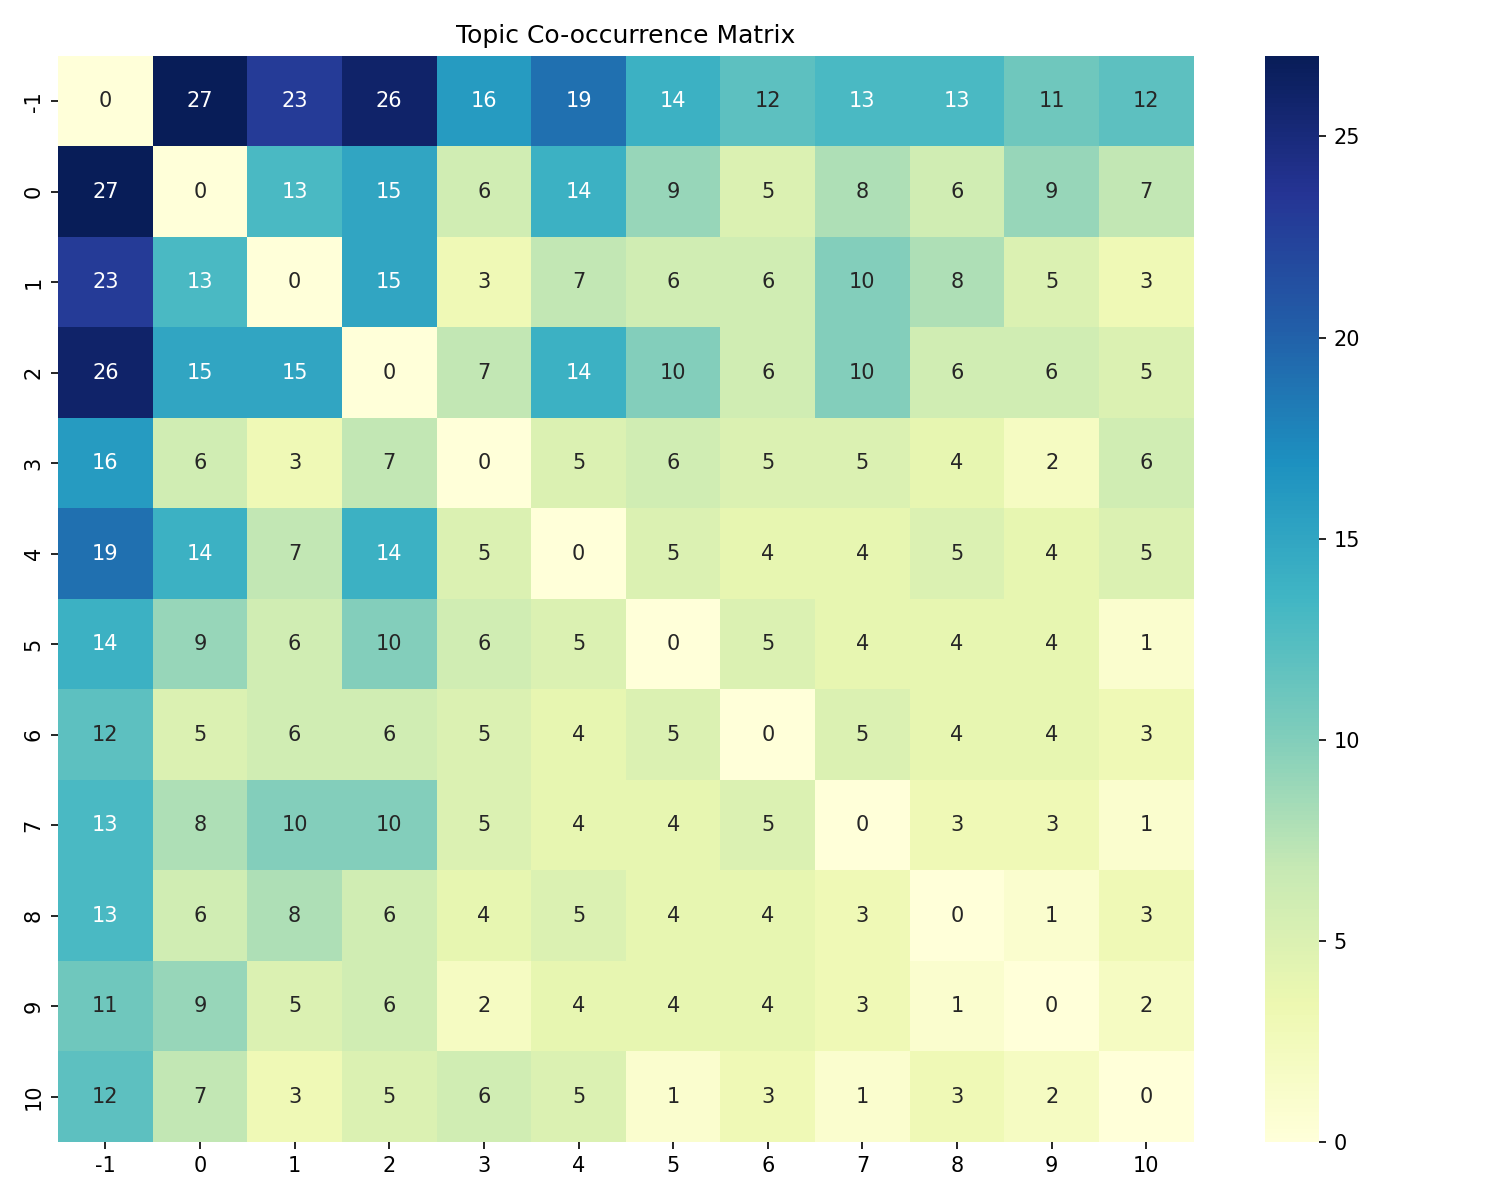 Topic Co-occurrence Matrix
-1 0 27 23 26 16 19 14 12 13 13 11 12
0 27 0 13 15 6 14 9 5 8 6 9 7
1 23 13 0 15 3 7 6 6 10 8 5 3
2 26 15 15 0 7 14 10 6 10 6 6 5
3 16 6 3 7 0 5 6 5 5 4 2 6
4 19 14 7 14 5 0 5 4 4 5 4 5
5 14 9 6 10 6 5 0 5 4 4 4 1
6 12 5 6 6 5 4 5 0 5 4 4 3
7 13 8 10 10 5 4 4 5 0 3 3 1
8 13 6 8 6 4 5 4 4 3 0 1 3
9 11 9 5 6 2 4 4 4 3 1 0 2
10 12 7 3 5 6 5 1 3 1 3 2 0
-1 0 1 2 3 4 5 6 7 8 9 10
25
20
15
10
5
0